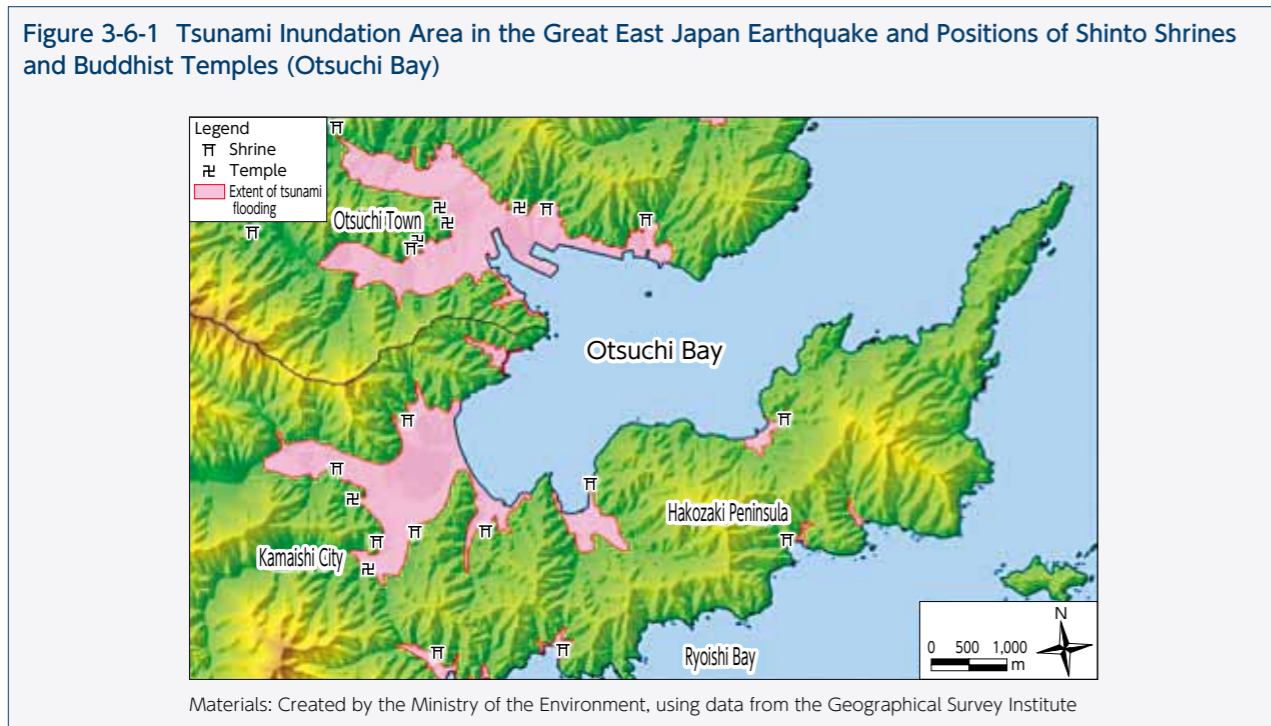 Figure 3-6-1 Tsunami Inundation Area in the Great East Japan Earthquake and Positions of Shinto Shrines
and Buddhist Temples (Otsuchi Bay)
Legend
Shrine
Temple
Extent of tsunami
flooding
Otsuchi Town
Otsuchi Bay
Hakozaki Peninsula
Kamaishi City
Ryoishi Bay
N
0 500 1,000
m
Materials: Created by the Ministry of the Environment, using data from the Geographical Survey Institute